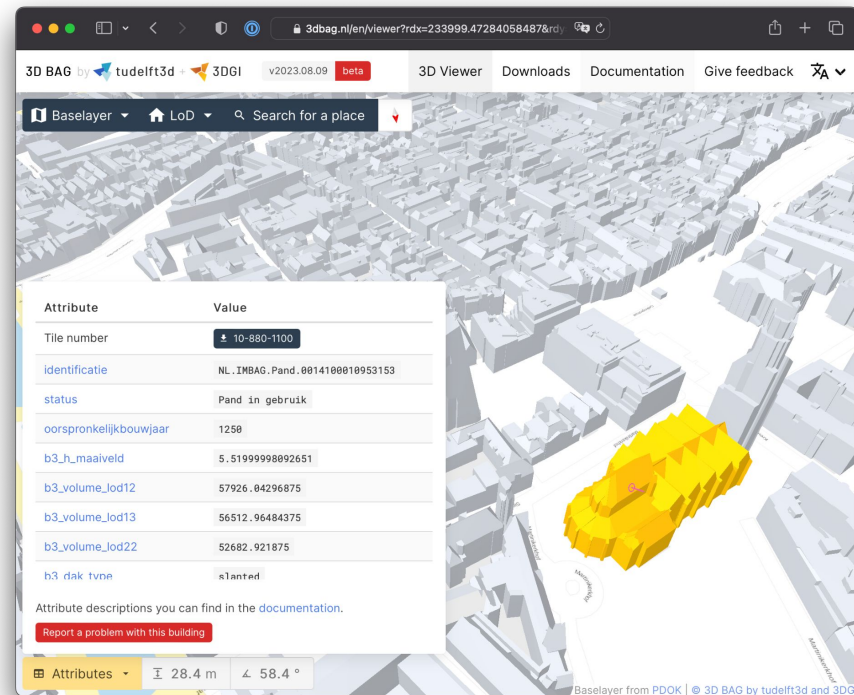 3dbag.nl/en/viewer?rdx=233999.47284058487&rdy
3D BAG by tudelft3d + 3DGI v2023.08.09 beta 3D Viewer Downloads Documentation Give feedback
Baselayer LoD Search for a place
Attribute Value
Tile number 10-880-1100
identificatie NL.IMBAG.Pand.0014100010953153
status Pand in gebruik
oorspronkelijkbouwjaar 1250
b3_h_maaiveld 5.51999998092651
b3_volume_lod12 57926.04296875
b3_volume_lod13 56512.96484375
b3_volume_lod22 52682.921875
b3_dak_type slanted
Attribute descriptions you can find in the documentation.
Report a problem with this building
Martinikerkhof
Martinikerkhof
Martinikerkhof
Attributes 28.4 m 58.4 °
Baselayer from PDOK | © 3D BAG by tudelft3d and 3DG